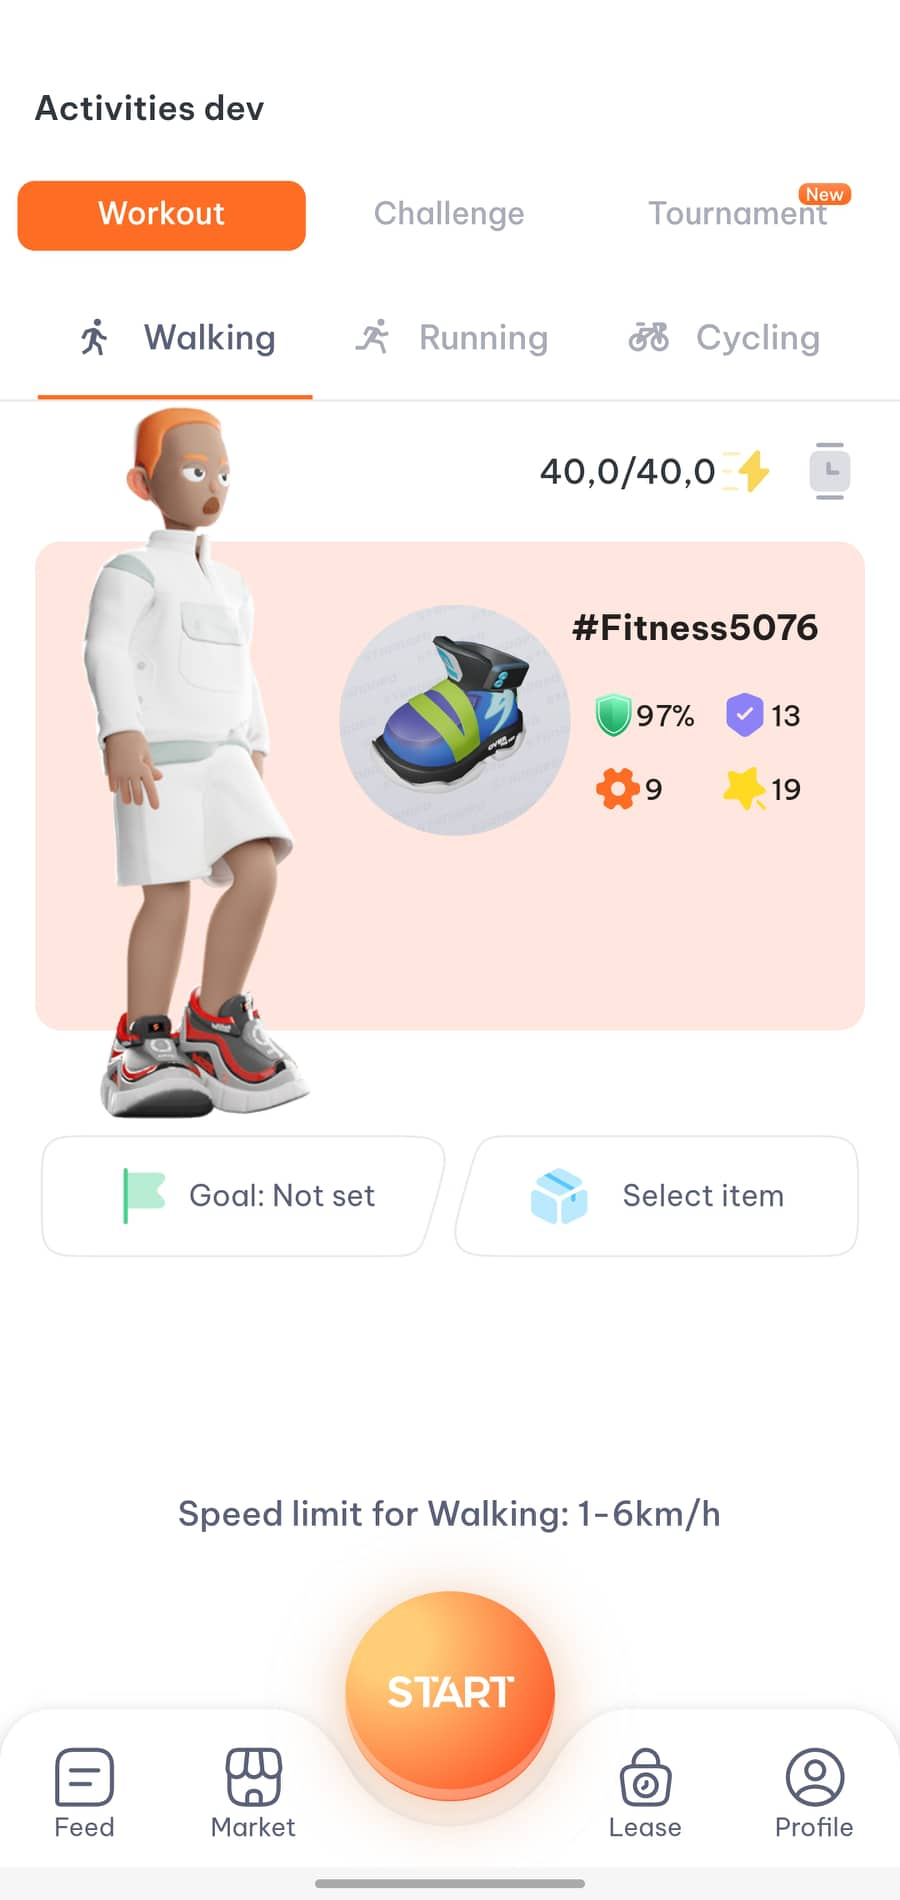 Activities dev
Workout
Challenge
Tournament
New
Walking
Running
Cycling
40,0/40,0
#Fitness5076
97%
13
9
19
Goal: Not set
Select item
Speed limit for Walking: 1-6km/h
START
Feed
Market
Lease
Profile